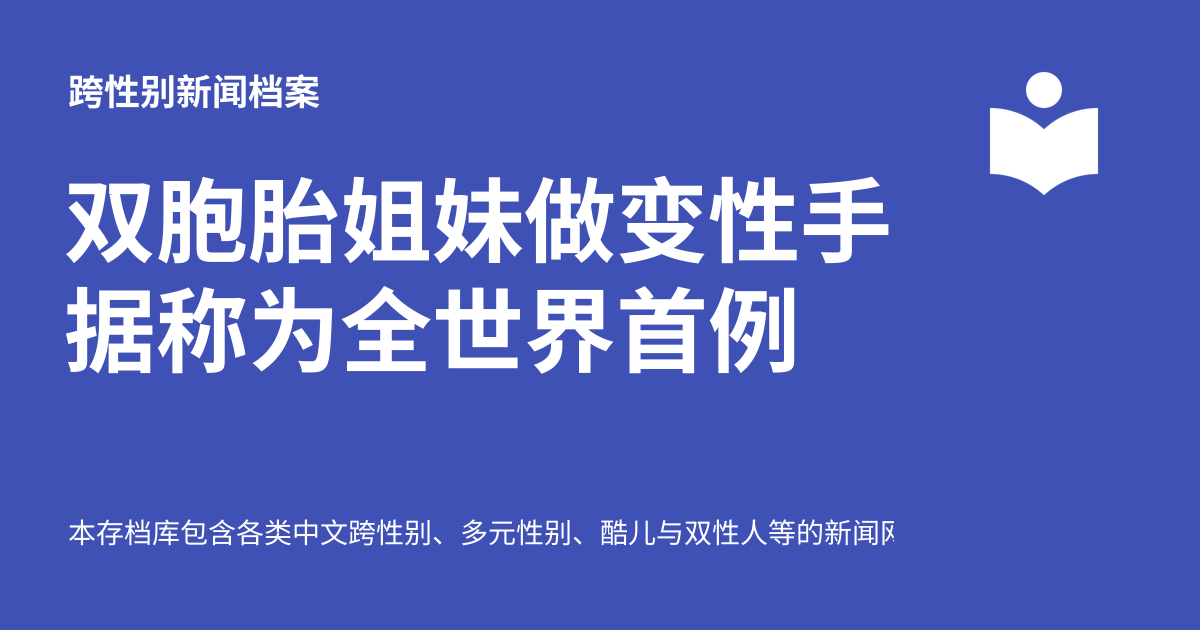 跨性别新闻档案
双胞胎姐妹做变性手
据称为全世界首例
本存档库包含各类中文跨性别、多元性别、酷儿与双性人等的新闻